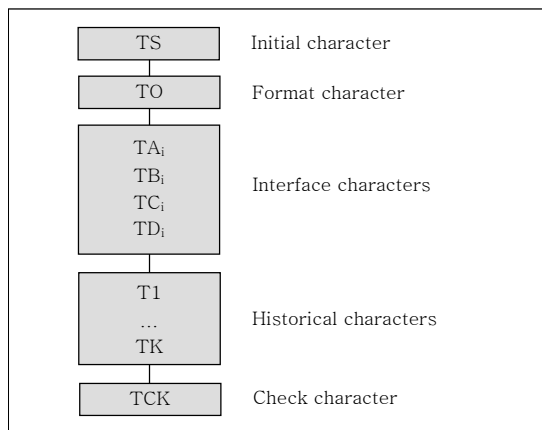 TS Initial character
TO Format character
TAᵢ
TBᵢ
TCᵢ
TDᵢ
Interface characters
T1
...
TK
Historical characters
TCK Check character